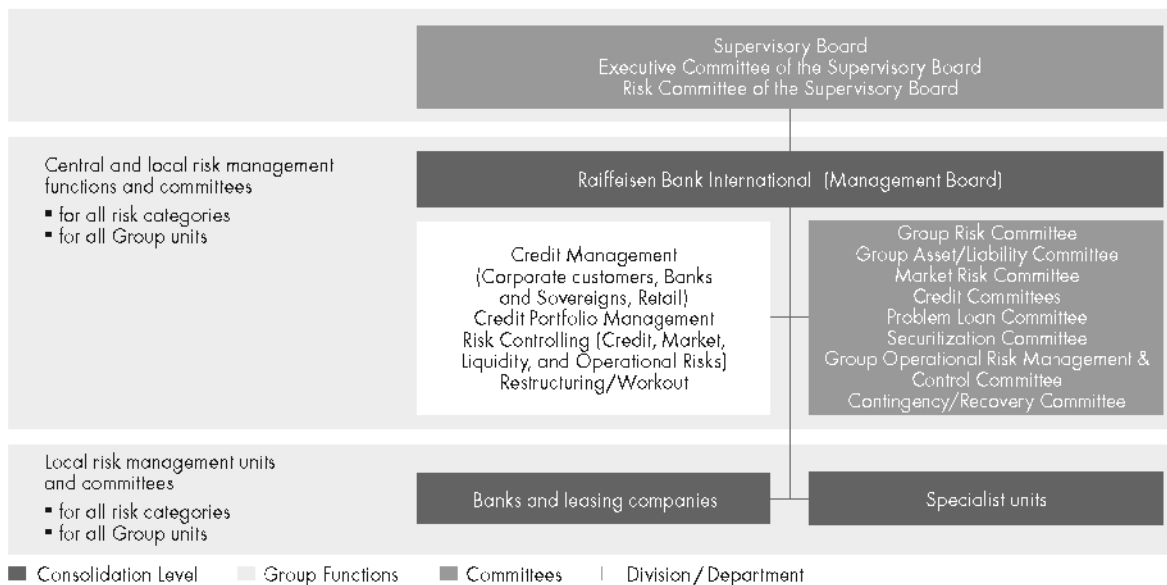 Supervisory Board
Executive Committee of the Supervisory Board
Risk Committee of the Supervisory Board
Central and local risk management
functions and committees
▪ for all risk categories
▪ for all Group units
Raiffeisen Bank International (Management Board)
Credit Management
(Corporate customers, Banks
and Sovereigns, Retail)
Credit Portfolio Management
Risk Controlling (Credit, Market,
Liquidity, and Operational Risks)
Restructuring/Workout
Group Risk Committee
Group Asset/Liability Committee
Market Risk Committee
Credit Committees
Problem Loan Committee
Securitization Committee
Group Operational Risk Management &
Control Committee
Contingency/Recovery Committee
Local risk management units
and committees
▪ for all risk categories
▪ for all Group units
Banks and leasing companies
Specialist units
Consolidation Level
Group Functions
Committees
Division/Department